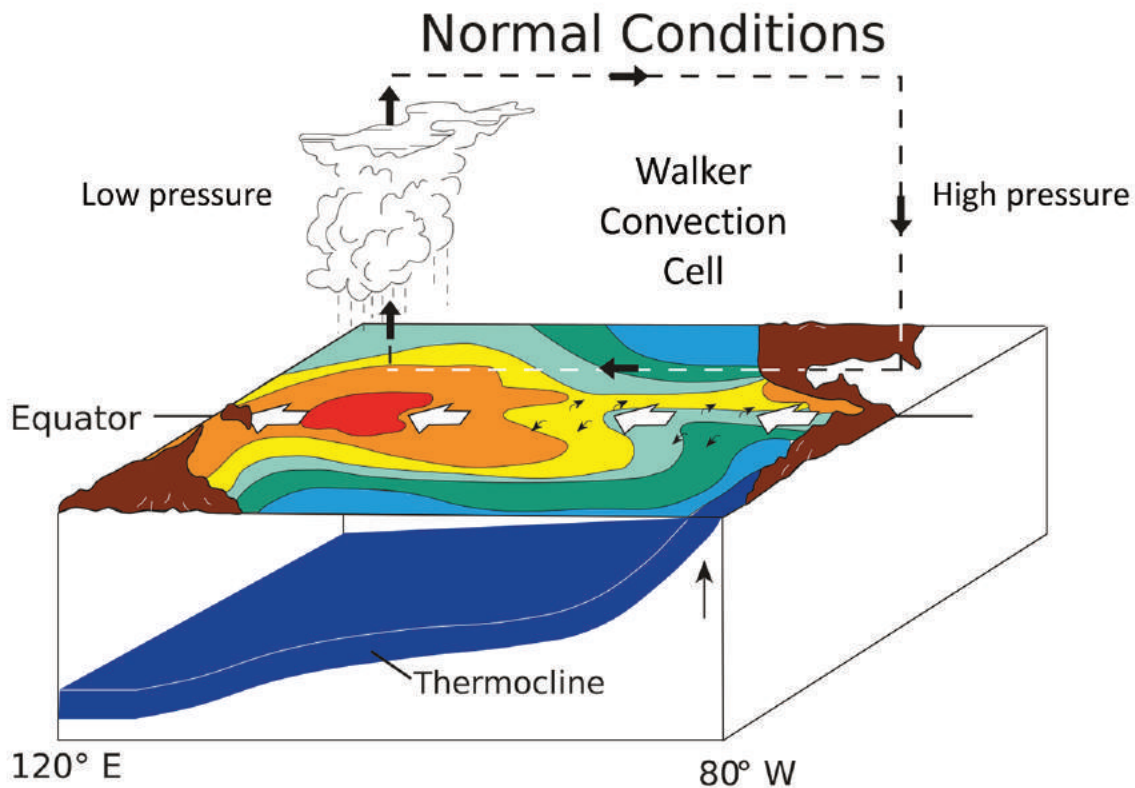 Normal Conditions
Low pressure
Walker
Convection
Cell
High pressure
Equator
Thermocline
120° E
80° W